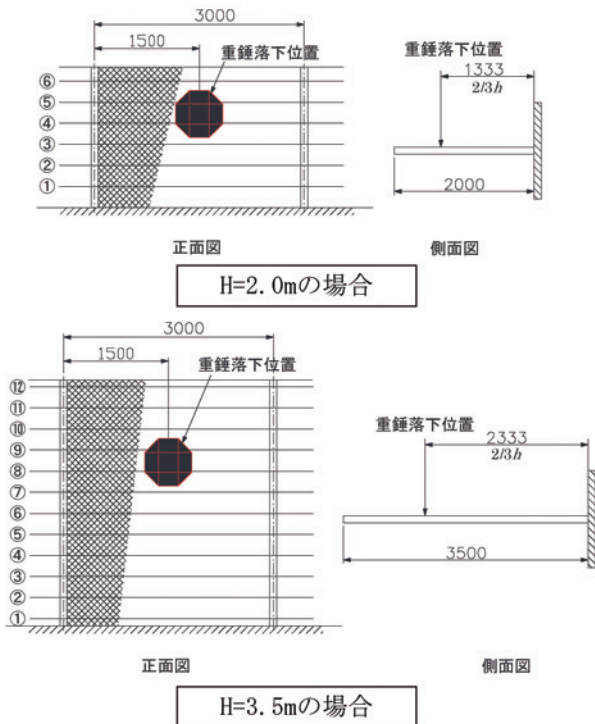 3000
1500
重錘落下位置
⑥
⑤
④
③
②
①
正面図
重錘落下位置
1333
2/3h
2000
側面図
H=2.0mの場合
3000
1500
重錘落下位置
⑫
⑪
⑩
⑨
⑧
⑦
⑥
⑤
④
③
②
①
正面図
重錘落下位置
2333
2/3h
3500
側面図
H=3.5mの場合